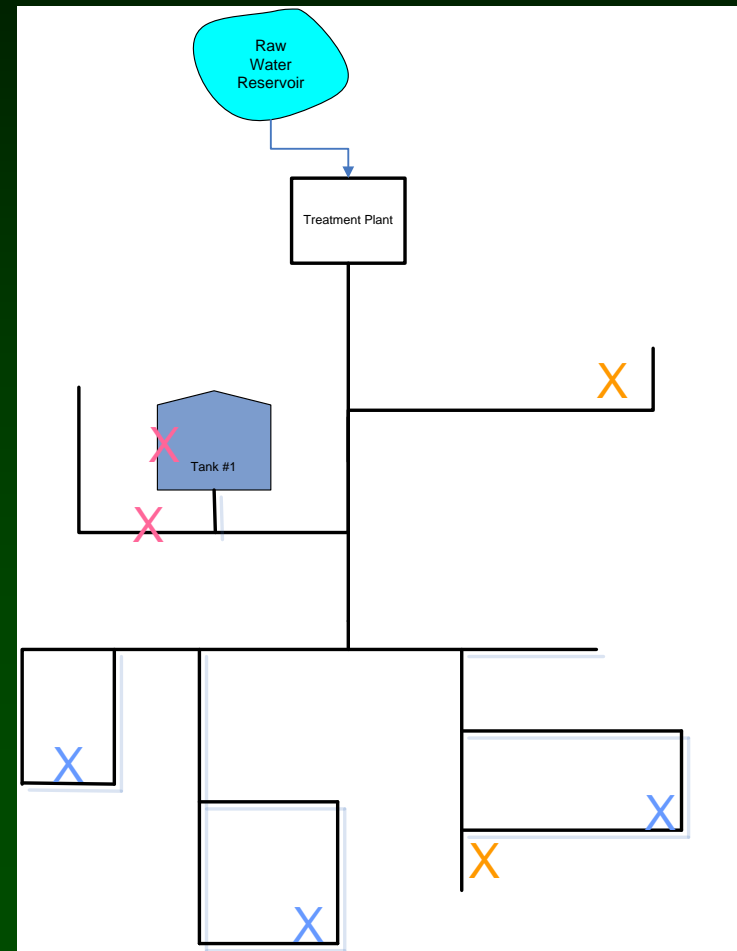 Raw
Water
Reservoir
Treatment Plant
X
X
Tank #1
X
X
X
X
X